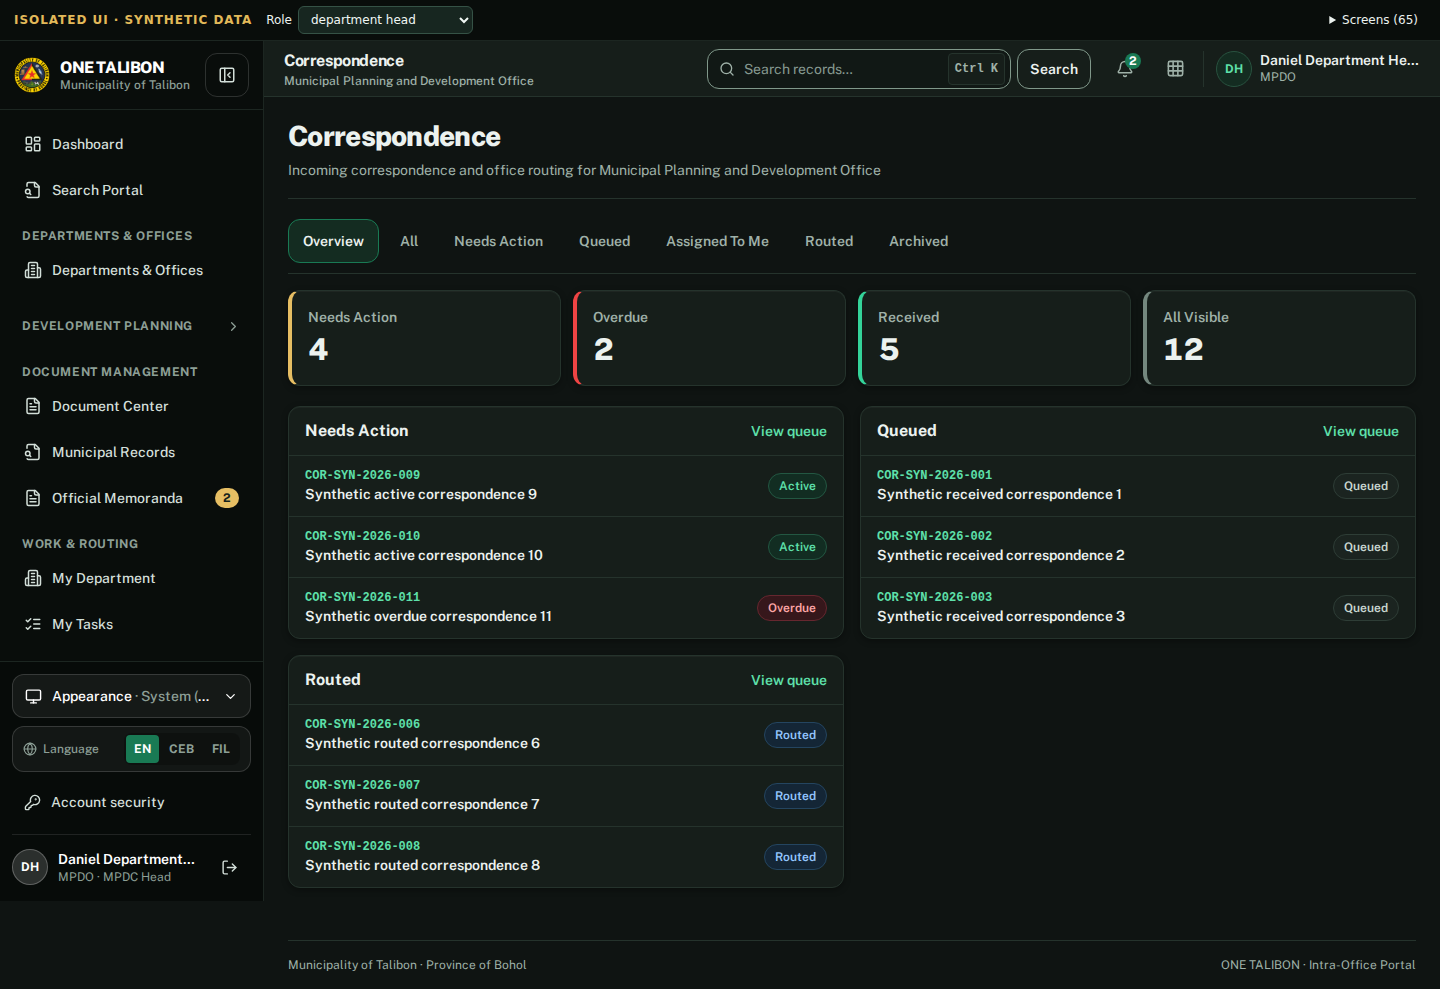 ISOLATED UI · SYNTHETIC DATA Role department head Screens (65)
ONE TALIBON
Municipality of Talibon
Correspondence
Municipal Planning and Development Office
Search records... Ctrl K Search 2 DH Daniel Department He...
MPDO
Dashboard
Search Portal
DEPARTMENTS & OFFICES
Departments & Offices
DEVELOPMENT PLANNING
DOCUMENT MANAGEMENT
Document Center
Municipal Records
Official Memoranda 2
WORK & ROUTING
My Department
My Tasks
Appearance · System (...
Language EN CEB FIL
Account security
DH Daniel Department...
MPDO · MPDC Head
Correspondence
Incoming correspondence and office routing for Municipal Planning and Development Office
Overview All Needs Action Queued Assigned To Me Routed Archived
Needs Action
4
Overdue
2
Received
5
All Visible
12
Needs Action View queue
COR-SYN-2026-009
Synthetic active correspondence 9 Active
COR-SYN-2026-010
Synthetic active correspondence 10 Active
COR-SYN-2026-011
Synthetic overdue correspondence 11 Overdue
Queued View queue
COR-SYN-2026-001
Synthetic received correspondence 1 Queued
COR-SYN-2026-002
Synthetic received correspondence 2 Queued
COR-SYN-2026-003
Synthetic received correspondence 3 Queued
Routed View queue
COR-SYN-2026-006
Synthetic routed correspondence 6 Routed
COR-SYN-2026-007
Synthetic routed correspondence 7 Routed
COR-SYN-2026-008
Synthetic routed correspondence 8 Routed
Municipality of Talibon · Province of Bohol ONE TALIBON · Intra-Office Portal